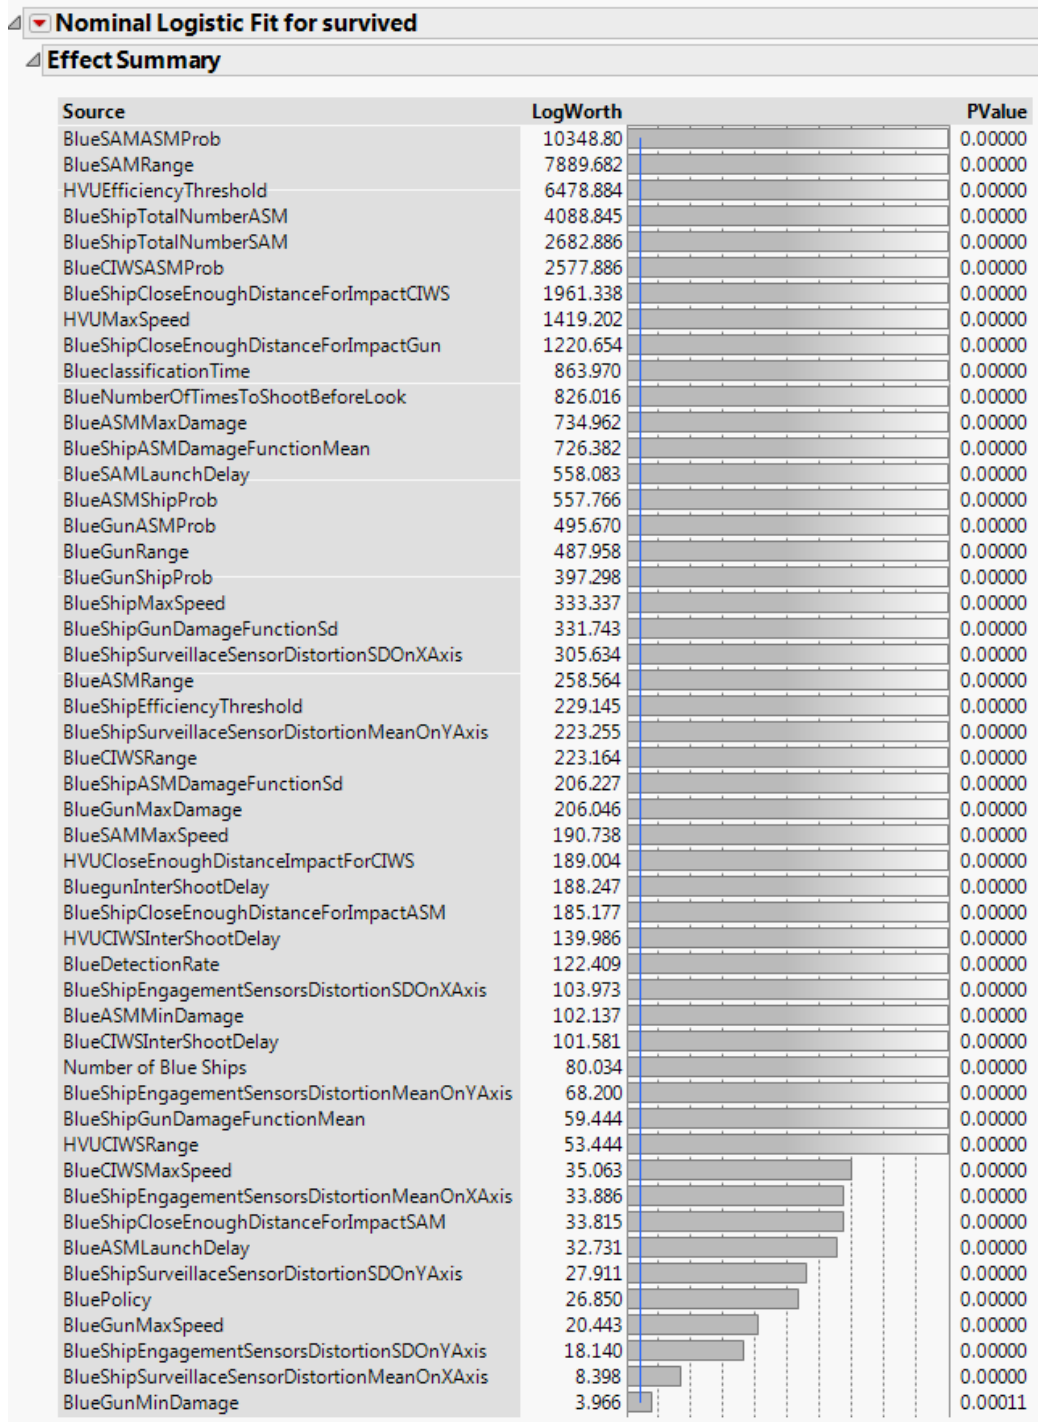 Nominal Logistic Fit for survived
Effect Summary
Source LogWorth PValue
BlueSAMASMProb 10348.80 0.00000
BlueSAMRange 7889.682 0.00000
HVUEfficiencyThreshold 6478.884 0.00000
BlueShipTotalNumberASM 4088.845 0.00000
BlueShipTotalNumberSAM 2682.886 0.00000
BlueCIWSASMProb 2577.886 0.00000
BlueShipCloseEnoughDistanceForImpactCIWS 1961.338 0.00000
HVUMaxSpeed 1419.202 0.00000
BlueShipCloseEnoughDistanceForImpactGun 1220.654 0.00000
BlueclassificationTime 863.970 0.00000
BlueNumberOfTimesToShootBeforeLook 826.016 0.00000
BlueASMMaxDamage 734.962 0.00000
BlueShipASMDamageFunctionMean 726.382 0.00000
BlueSAMLaunchDelay 558.083 0.00000
BlueASMShipProb 557.766 0.00000
BlueGunASMProb 495.670 0.00000
BlueGunRange 487.958 0.00000
BlueGunShipProb 397.298 0.00000
BlueShipMaxSpeed 333.337 0.00000
BlueShipGunDamageFunctionSd 331.743 0.00000
BlueShipSurveillaceSensorDistortionSDOnXAxis 305.634 0.00000
BlueASMRange 258.564 0.00000
BlueShipEfficiencyThreshold 229.145 0.00000
BlueShipSurveillaceSensorDistortionMeanOnYAxis 223.255 0.00000
BlueCIWSRange 223.164 0.00000
BlueShipASMDamageFunctionSd 206.227 0.00000
BlueGunMaxDamage 206.046 0.00000
BlueSAMMaxSpeed 190.738 0.00000
HVUCloseEnoughDistanceImpactForCIWS 189.004 0.00000
BluegunInterShootDelay 188.247 0.00000
BlueShipCloseEnoughDistanceForImpactASM 185.177 0.00000
HVUCIWSInterShootDelay 139.986 0.00000
BlueDetectionRate 122.409 0.00000
BlueShipEngagementSensorsDistortionSDOnXAxis 103.973 0.00000
BlueASMMinDamage 102.137 0.00000
BlueCIWSInterShootDelay 101.581 0.00000
Number of Blue Ships 80.034 0.00000
BlueShipEngagementSensorsDistortionMeanOnYAxis 68.200 0.00000
BlueShipGunDamageFunctionMean 59.444 0.00000
HVUCIWSRange 53.444 0.00000
BlueCIWSMaxSpeed 35.063 0.00000
BlueShipEngagementSensorsDistortionMeanOnXAxis 33.886 0.00000
BlueShipCloseEnoughDistanceForImpactSAM 33.815 0.00000
BlueASMLaunchDelay 32.731 0.00000
BlueShipSurveillaceSensorDistortionSDOnYAxis 27.911 0.00000
BluePolicy 26.850 0.00000
BlueGunMaxSpeed 20.443 0.00000
BlueShipEngagementSensorsDistortionSDOnYAxis 18.140 0.00000
BlueShipSurveillaceSensorDistortionMeanOnXAxis 8.398 0.00000
BlueGunMinDamage 3.966 0.00011